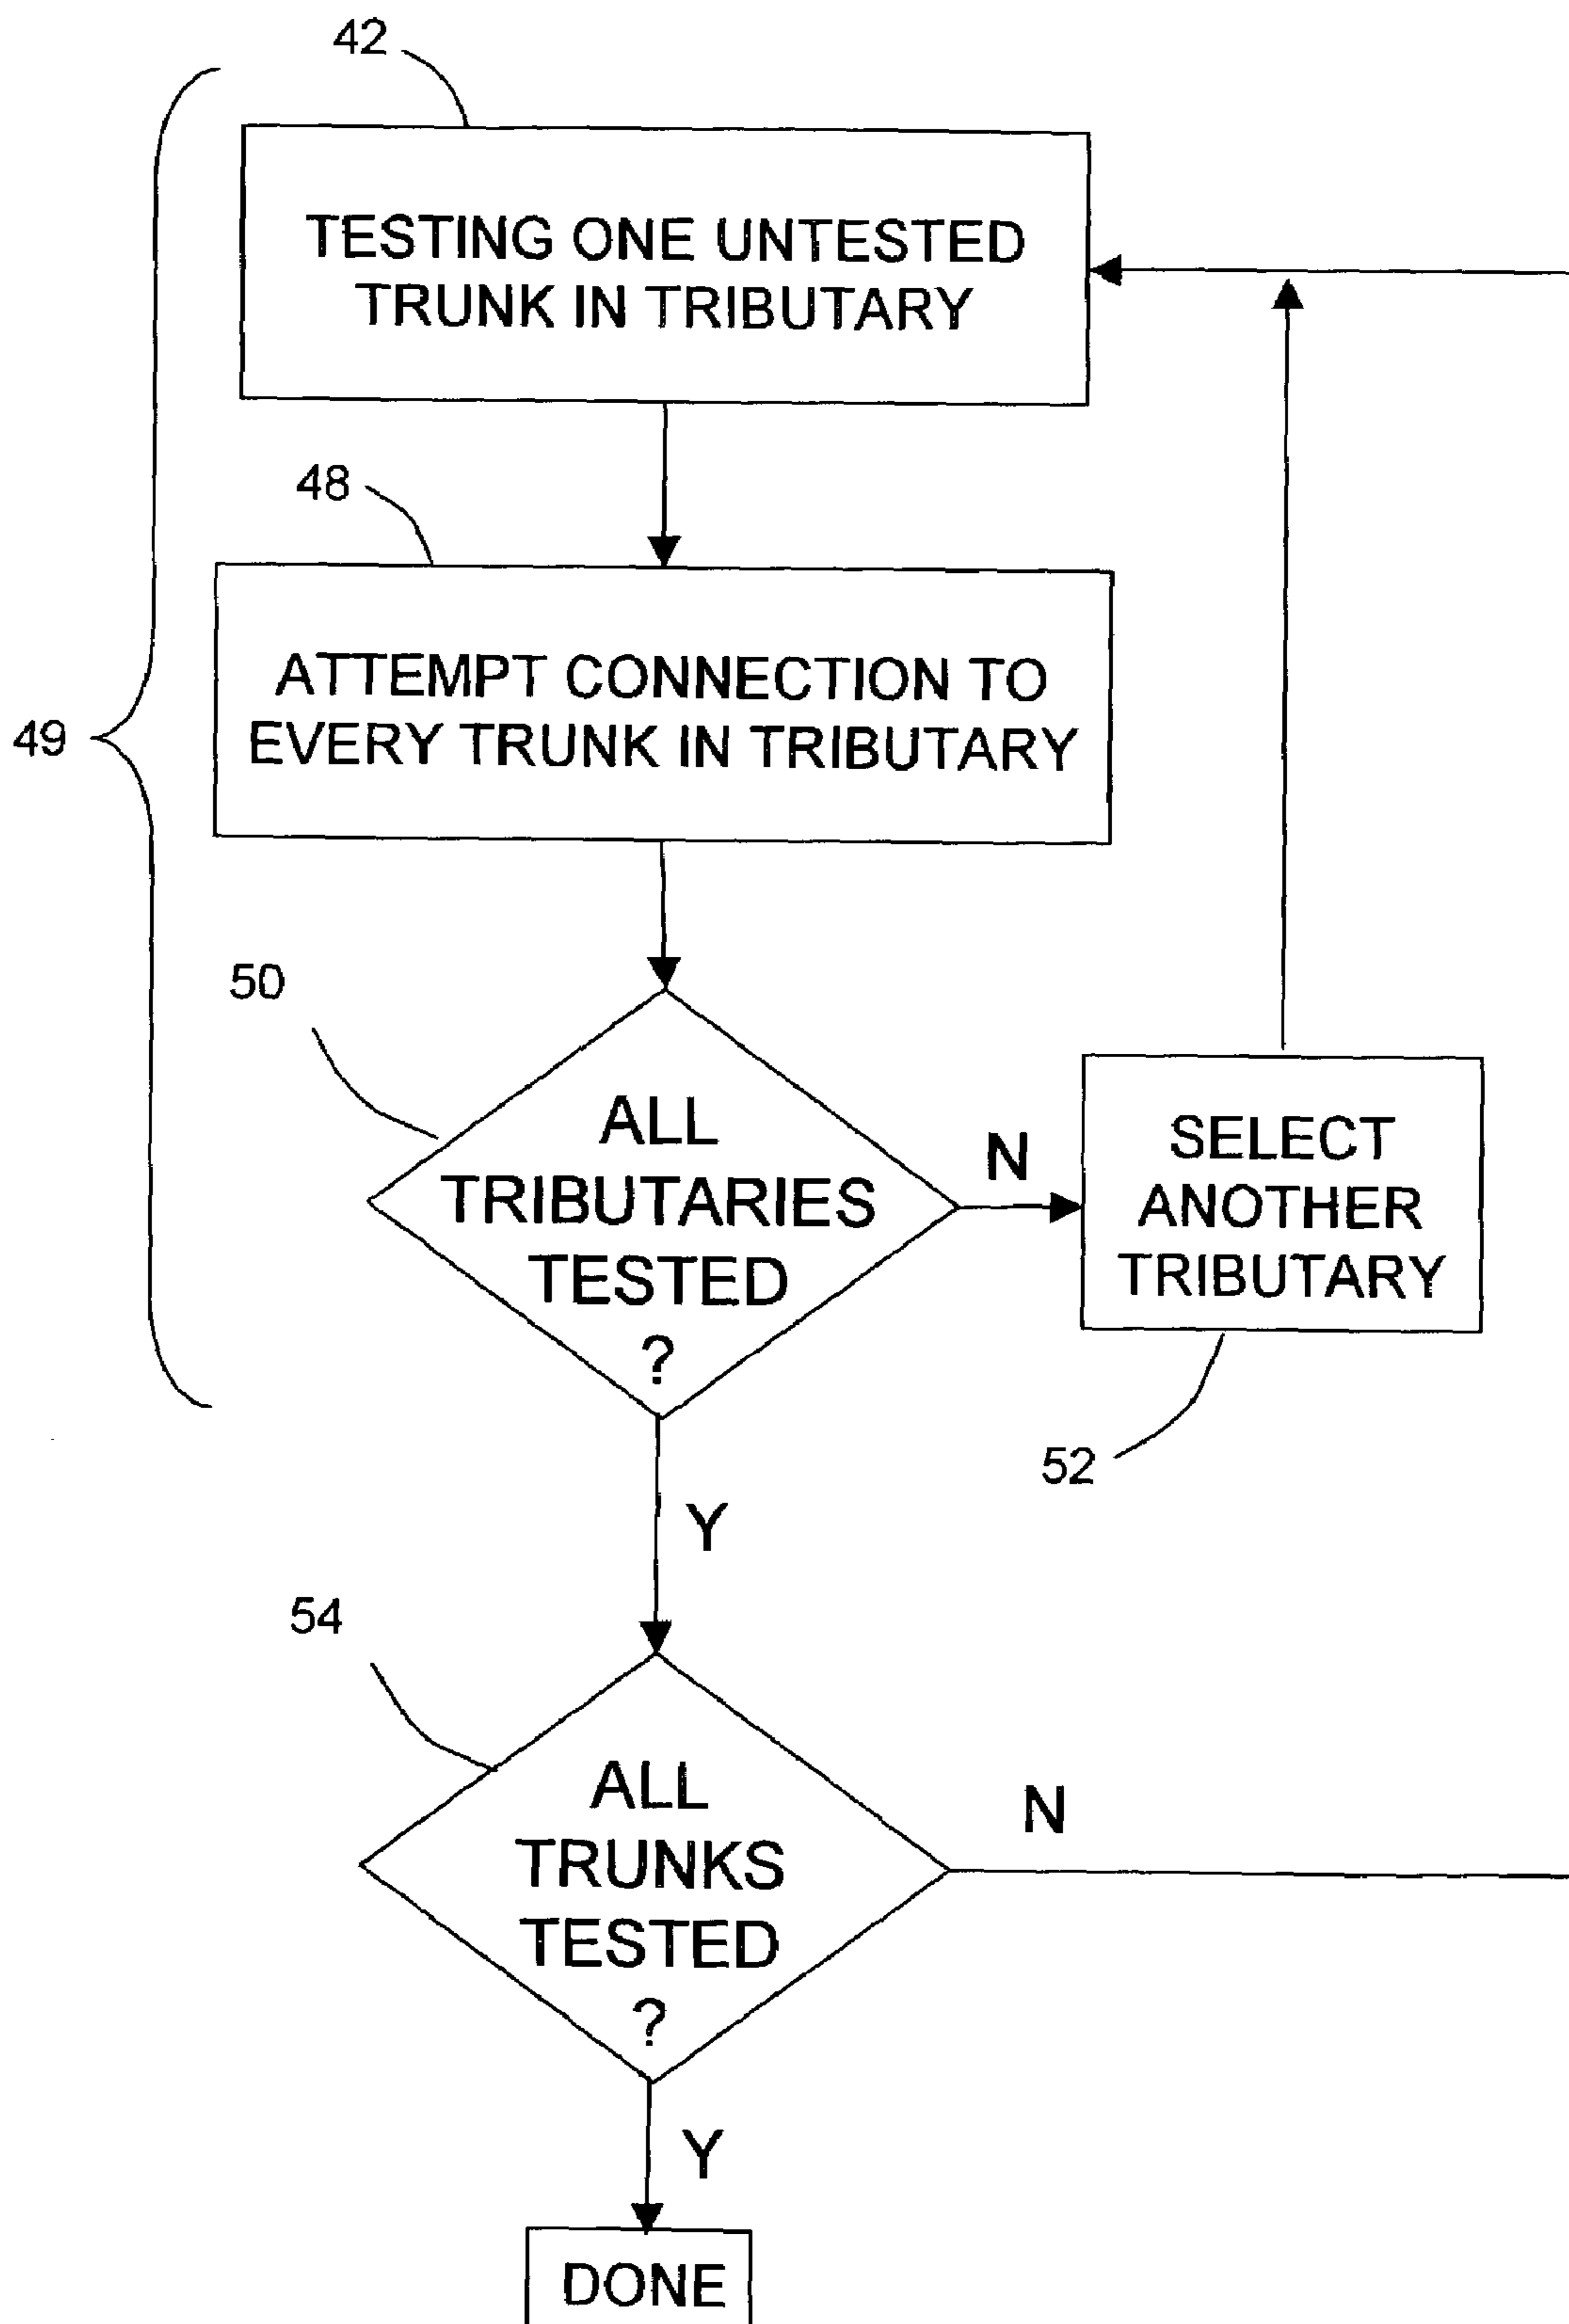 42
TESTING ONE UNTESTED
TRUNK IN TRIBUTARY
48
ATTEMPT CONNECTION TO
EVERY TRUNK IN TRIBUTARY
49
50
ALL
TRIBUTARIES
TESTED
?
N
SELECT
ANOTHER
TRIBUTARY
52
Y
54
ALL
TRUNKS
TESTED
?
N
Y
DONE